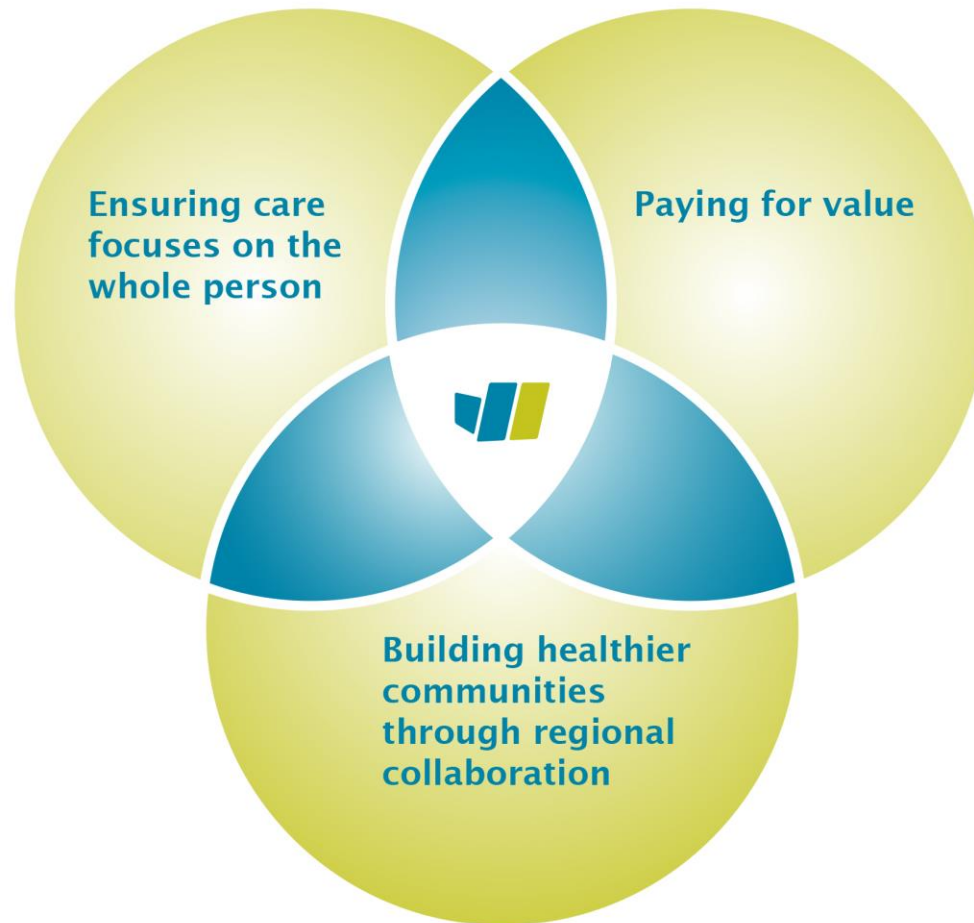 Ensuring care
focuses on the
whole person
Paying for value
Building healthier
communities
through regional
collaboration